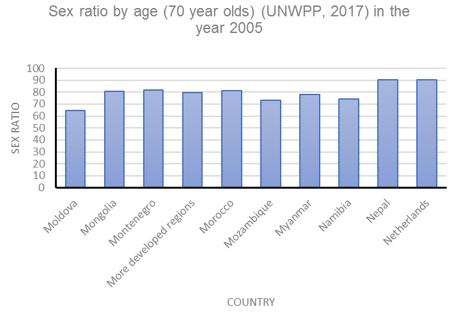 Sex ratio by age (70 year olds) (UNWPP, 2017) in the
year 2005
SEX RATIO
100
90
80
70
60
50
40
30
20
10
0
Moldova
Mongolia
Montenegro
More developed regions
Morocco
Mozambique
Myanmar
Namibia
Nepal
Netherlands
COUNTRY